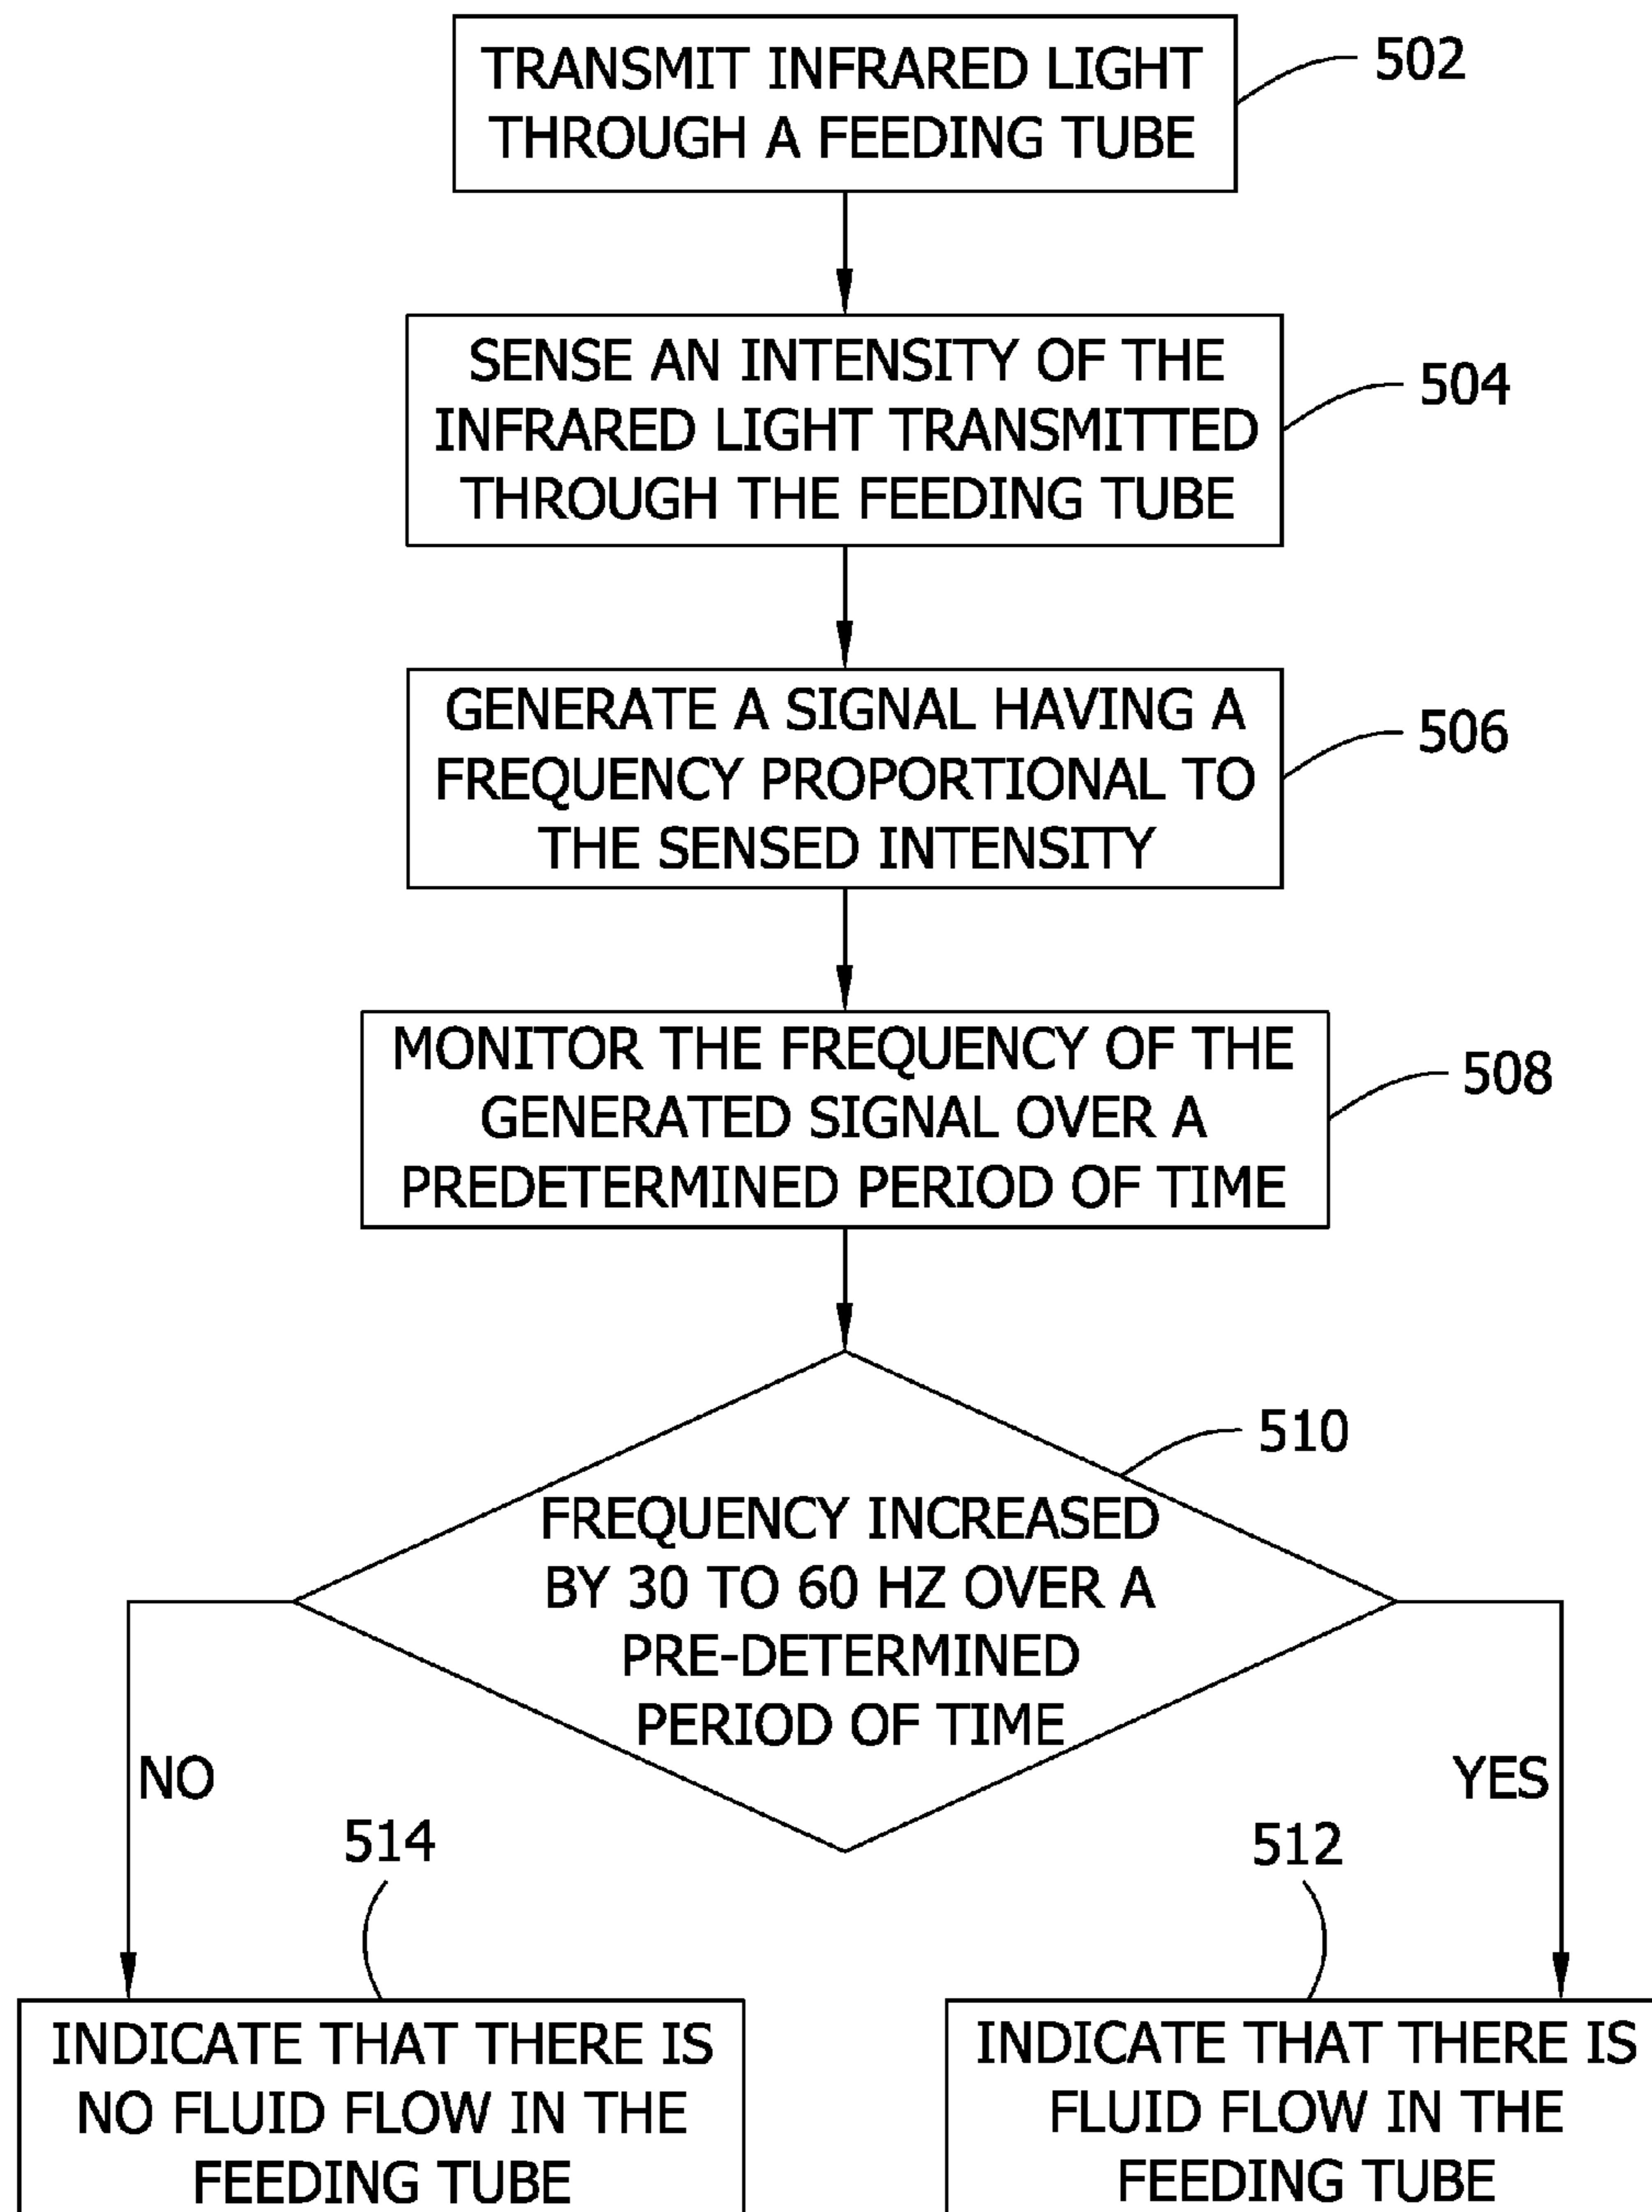 TRANSMIT INFRARED LIGHT
THROUGH A FEEDING TUBE
502
SENSE AN INTENSITY OF THE
INFRARED LIGHT TRANSMITTED
THROUGH THE FEEDING TUBE
504
GENERATE A SIGNAL HAVING A
FREQUENCY PROPORTIONAL TO
THE SENSED INTENSITY
506
MONITOR THE FREQUENCY OF THE
GENERATED SIGNAL OVER A
PREDETERMINED PERIOD OF TIME
508
510
FREQUENCY INCREASED
BY 30 TO 60 HZ OVER A
PRE-DETERMINED
PERIOD OF TIME
NO
YES
514
512
INDICATE THAT THERE IS
NO FLUID FLOW IN THE
FEEDING TUBE
INDICATE THAT THERE IS
FLUID FLOW IN THE
FEEDING TUBE